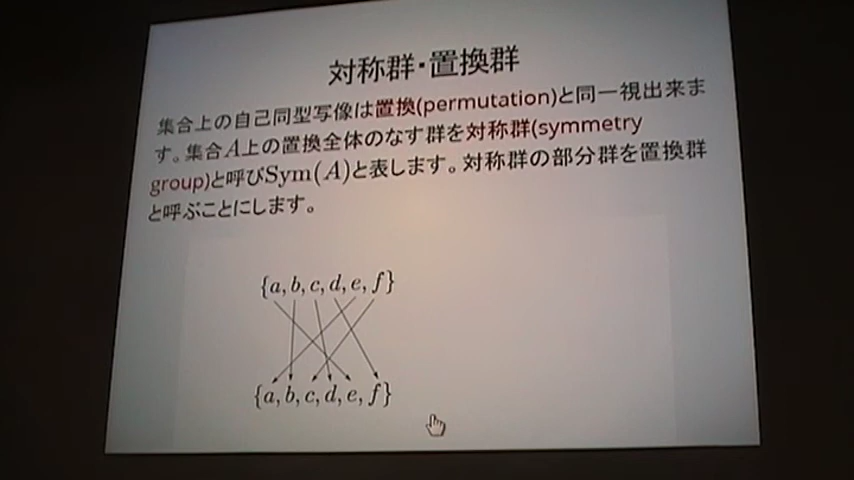 対称群・置換群
集合上の自己同型写像は置換(permutation)と同一視出来ま
す。集合A上の置換全体のなす群を対称群(symmetry
group)と呼びSym(A)と表します。対称群の部分群を置換群
と呼ぶことにします。
{a, b, c, d, e, f}
{a, b, c, d, e, f}